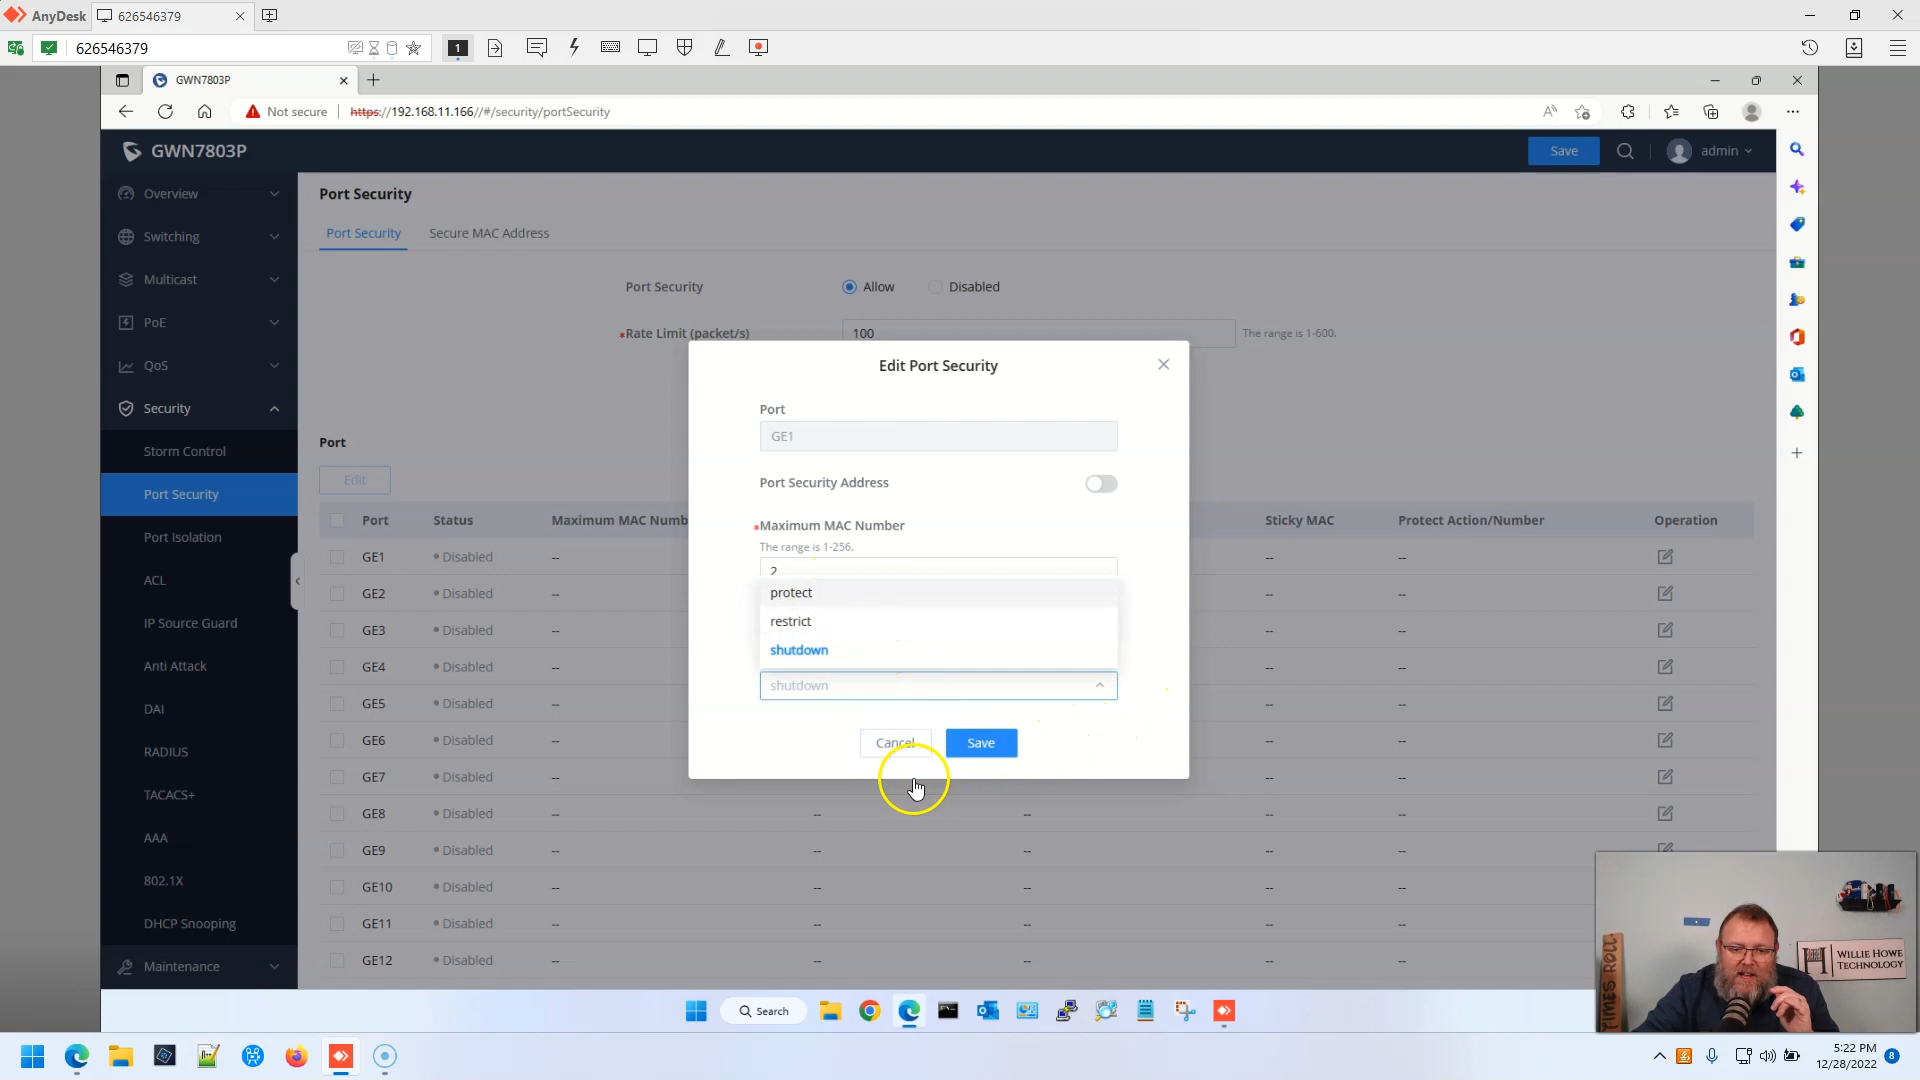 AnyDesk
626546379
626546379
1
GWN7803P
Not secure
https://192.168.11.166//#/security/portSecurity
GWN7803P
Save
admin
Overview
Switching
Multicast
PoE
QoS
Security
Storm Control
Port Security
Port Isolation
ACL
IP Source Guard
Anti Attack
DAI
RADIUS
TACACS+
AAA
802.1X
DHCP Snooping
Maintenance
Port Security
Port Security Secure MAC Address
Port Security Allow Disabled
*Rate Limit (packet/s) 100 The range is 1-600.
Port
Edit
Port Status Maximum MAC Numb Sticky MAC Protect Action/Number Operation
GE1 Disabled -- -- --
GE2 Disabled -- -- --
GE3 Disabled -- -- --
GE4 Disabled -- -- --
GE5 Disabled -- -- --
GE6 Disabled -- -- --
GE7 Disabled -- -- --
GE8 Disabled -- -- -- -- --
GE9 Disabled -- -- -- -- --
GE10 Disabled -- -- -- -- --
GE11 Disabled -- -- -- -- --
GE12 Disabled -- -- -- -- --
Edit Port Security
Port
GE1
Port Security Address
*Maximum MAC Number
The range is 1-256.
2
protect
restrict
shutdown
shutdown
Cancel Save
TIMES ROLL
WILLIE HOWE
TECHNOLOGY
Search
5:22 PM
12/28/2022
8